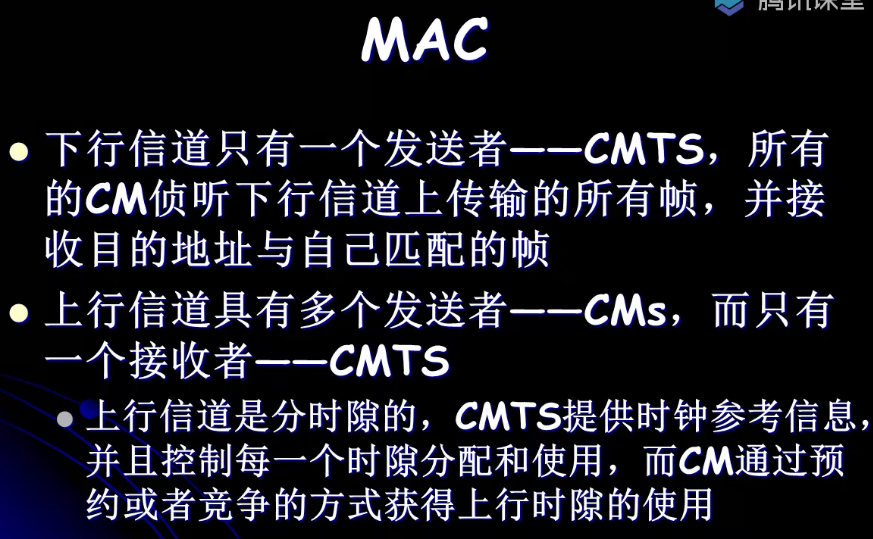 腾讯课堂
MAC
下行信道只有一个发送者——CMTS，所有
的CM侦听下行信道上传输的所有帧，并接
收目的地址与自己匹配的帧
上行信道具有多个发送者——CMs，而只有
一个接收者——CMTS
上行信道是分时隙的，CMTS提供时钟参考信息，
并且控制每一个时隙分配和使用，而CM通过预
约或者竞争的方式获得上行时隙的使用